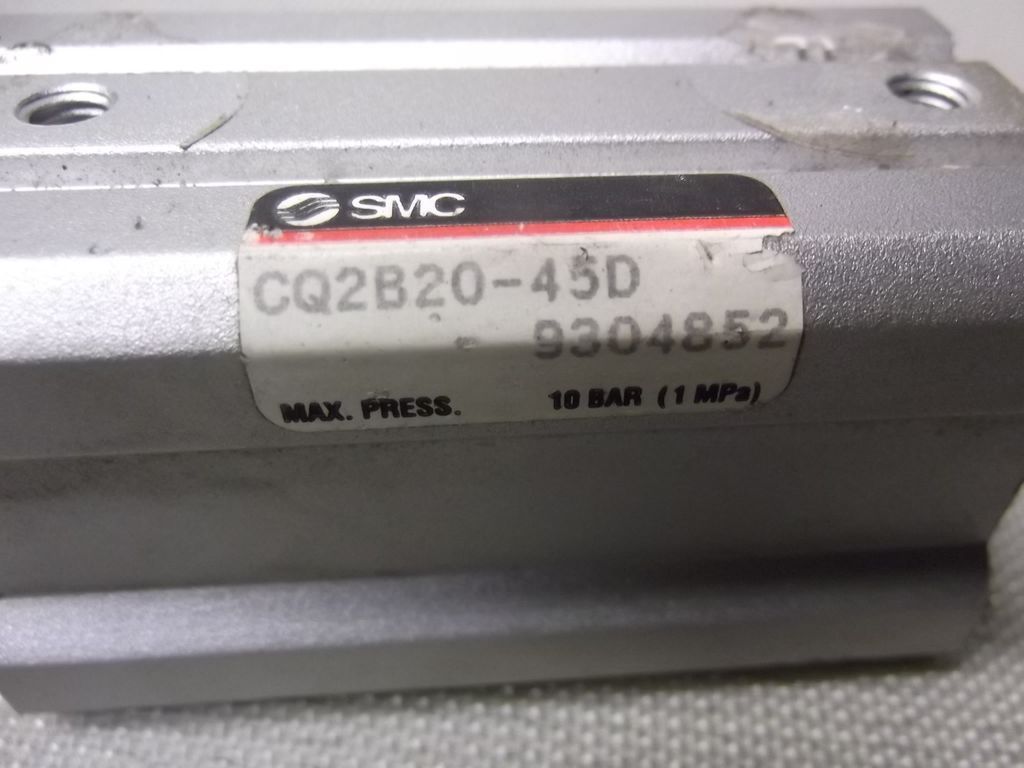 SMC
CQ2B20-45D
9304852
MAX. PRESS. 10 BAR (1 MPa)